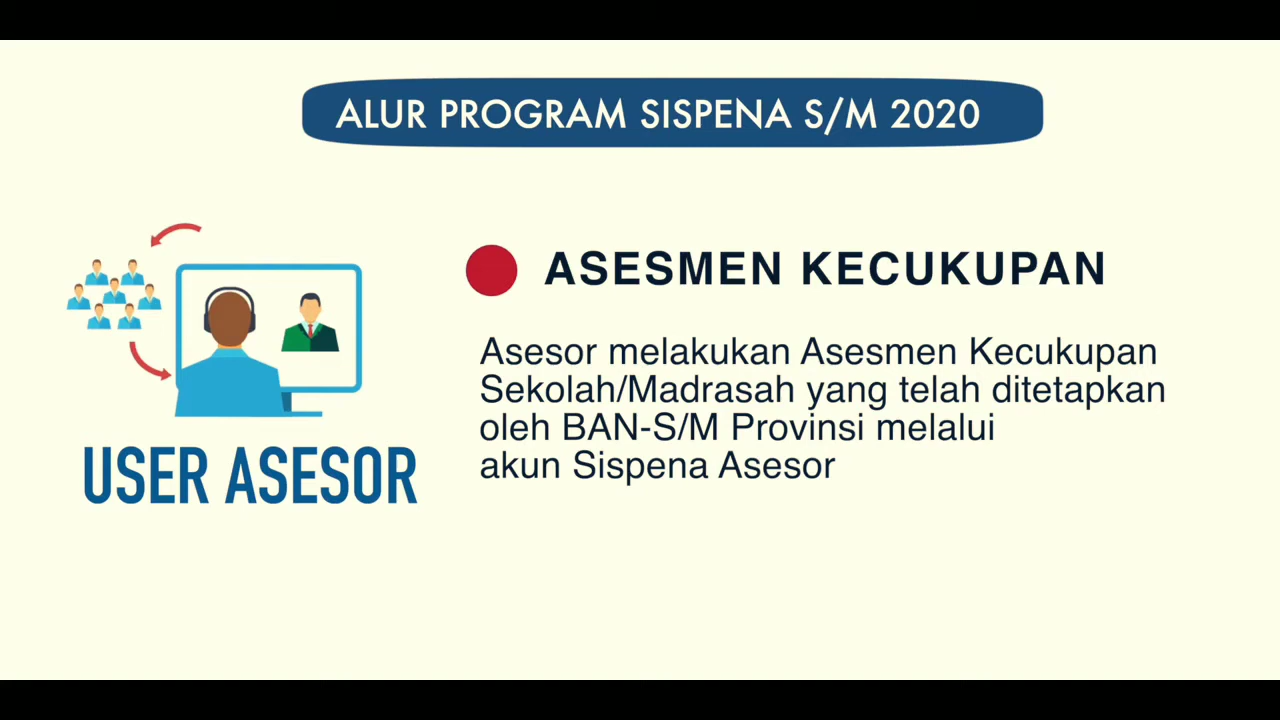 ALUR PROGRAM SISPENA S/M 2020
ASESMEN KECUKUPAN
Asesor melakukan Asesmen Kecukupan
Sekolah/Madrasah yang telah ditetapkan
oleh BAN-S/M Provinsi melalui
akun Sispena Asesor
USER ASESOR